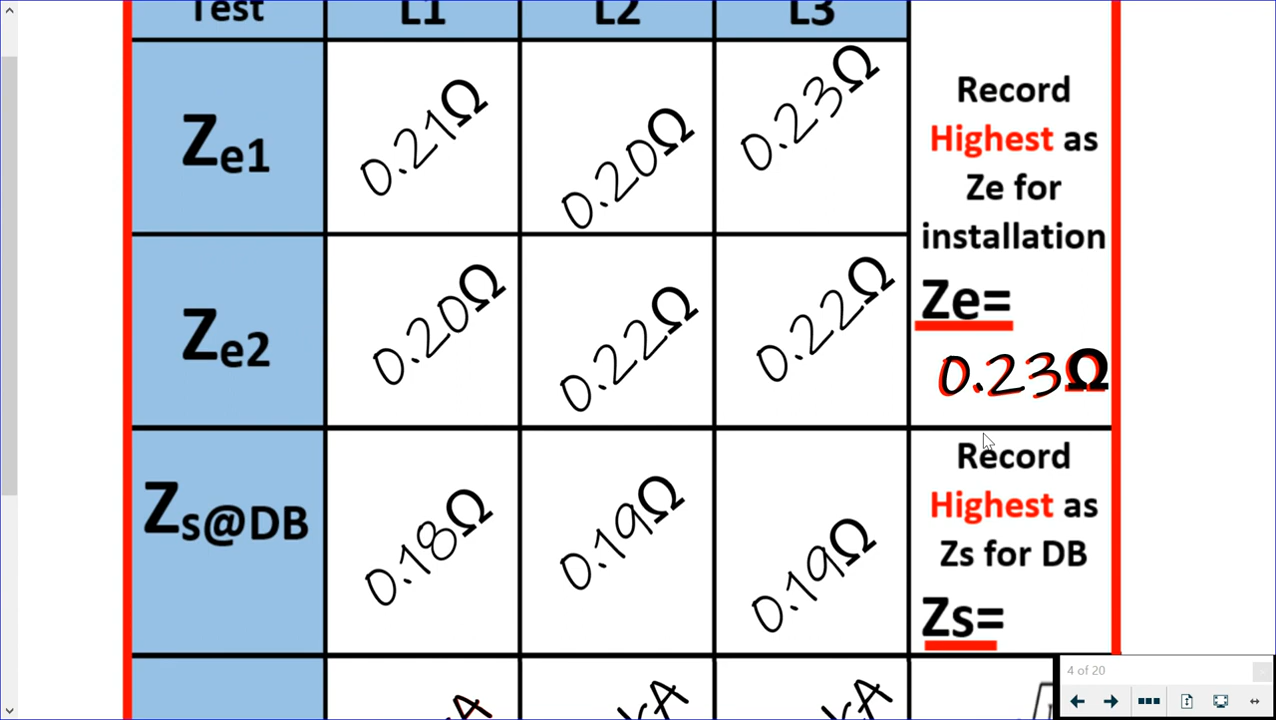 Test L1 L2 L3
Ze1 0.21Ω 0.20Ω 0.23Ω
Record
Highest as
Ze for
installation
Ze=
0.23Ω
Ze2 0.20Ω 0.22Ω 0.22Ω
Zs@DB 0.18Ω 0.19Ω 0.19Ω
Record
Highest as
Zs for DB
Zs=
4 of 20